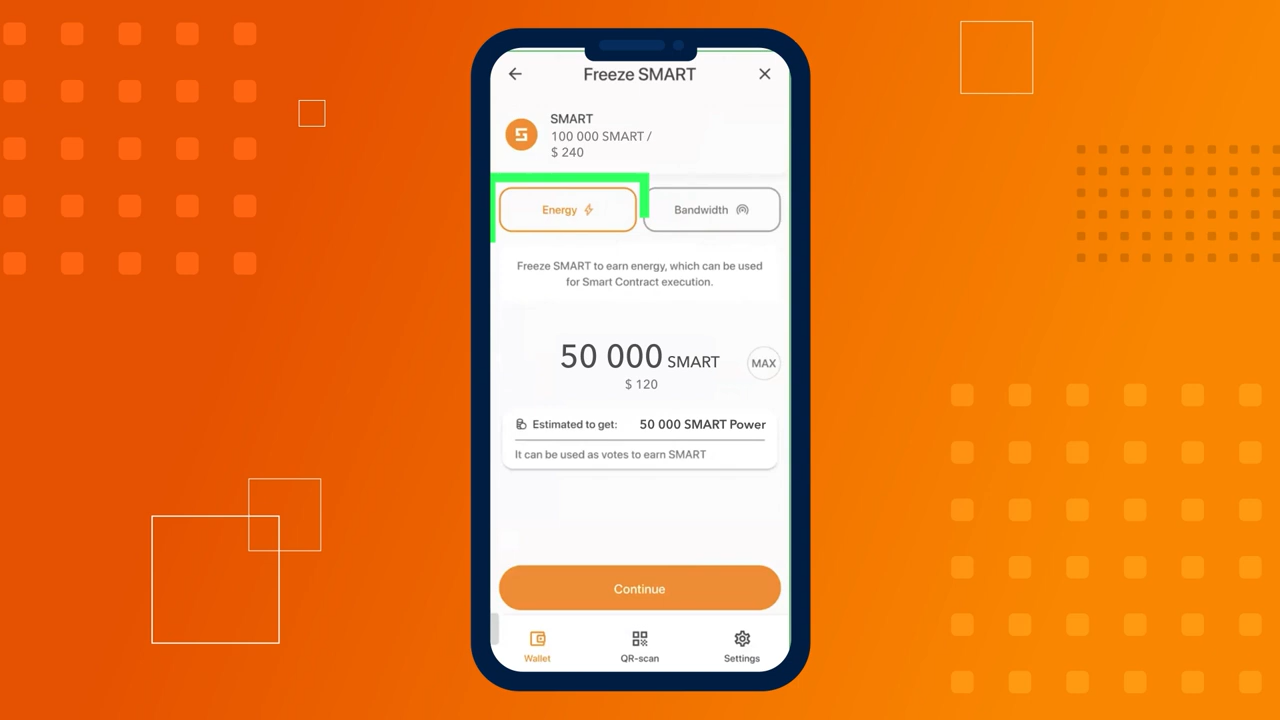 Freeze SMART
SMART
100 000 SMART /
$ 240
Energy
Bandwidth
Freeze SMART to earn energy, which can be used
for Smart Contract execution.
50 000 SMART
MAX
$ 120
Estimated to get: 50 000 SMART Power
It can be used as votes to earn SMART
Continue
Wallet
QR-scan
Settings